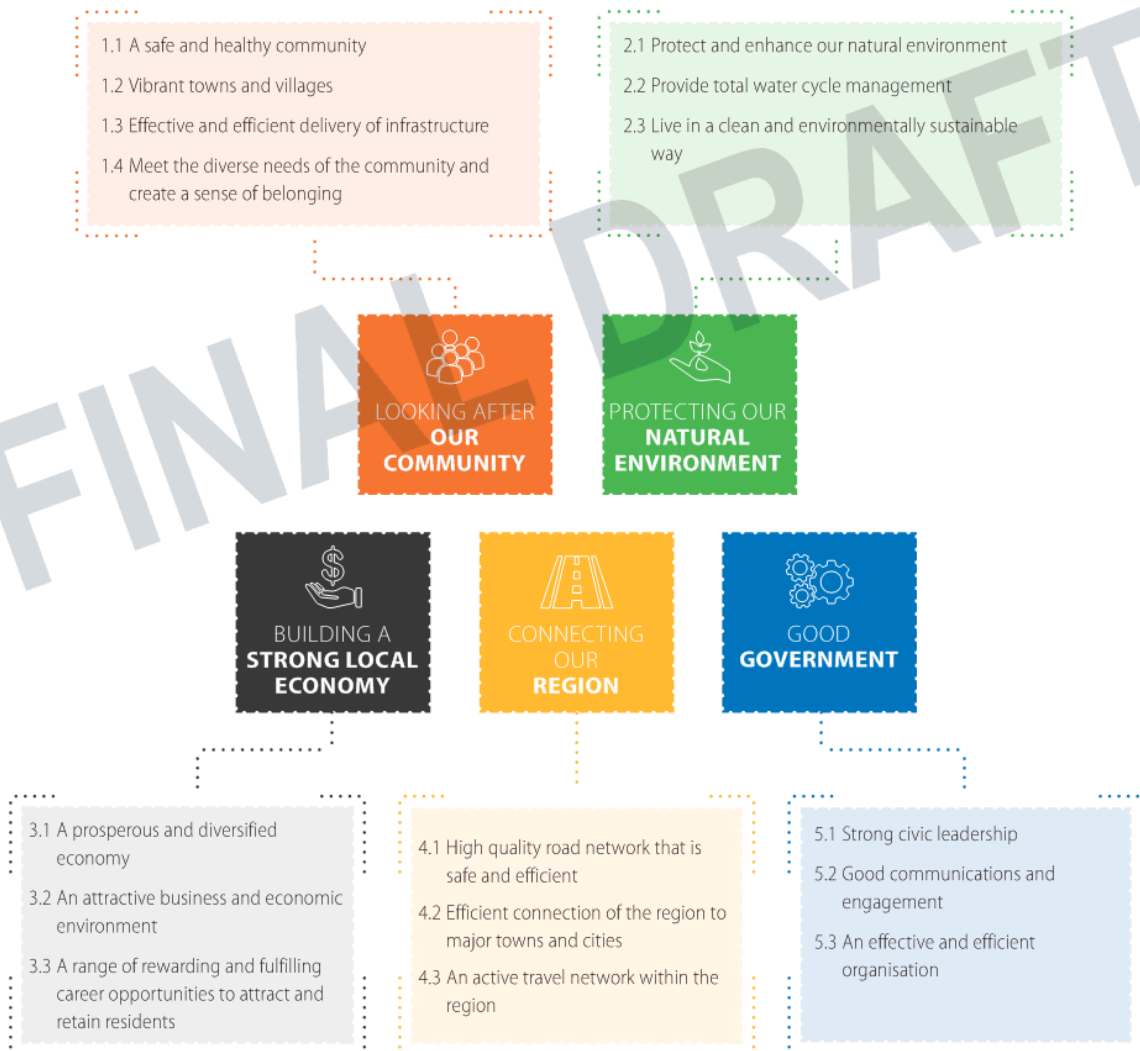 1.1 A safe and healthy community
1.2 Vibrant towns and villages
1.3 Effective and efficient delivery of infrastructure
1.4 Meet the diverse needs of the community and
create a sense of belonging
2.1 Protect and enhance our natural environment
2.2 Provide total water cycle management
2.3 Live in a clean and environmentally sustainable
way
FINAL DRAFT
LOOKING AFTER
OUR
COMMUNITY
PROTECTING OUR
NATURAL
ENVIRONMENT
$
BUILDING A
STRONG LOCAL
ECONOMY
CONNECTING
OUR
REGION
GOOD
GOVERNMENT
3.1 A prosperous and diversified
economy
3.2 An attractive business and economic
environment
3.3 A range of rewarding and fulfilling
career opportunities to attract and
retain residents
4.1 High quality road network that is
safe and efficient
4.2 Efficient connection of the region to
major towns and cities
4.3 An active travel network within the
region
5.1 Strong civic leadership
5.2 Good communications and
engagement
5.3 An effective and efficient
organisation